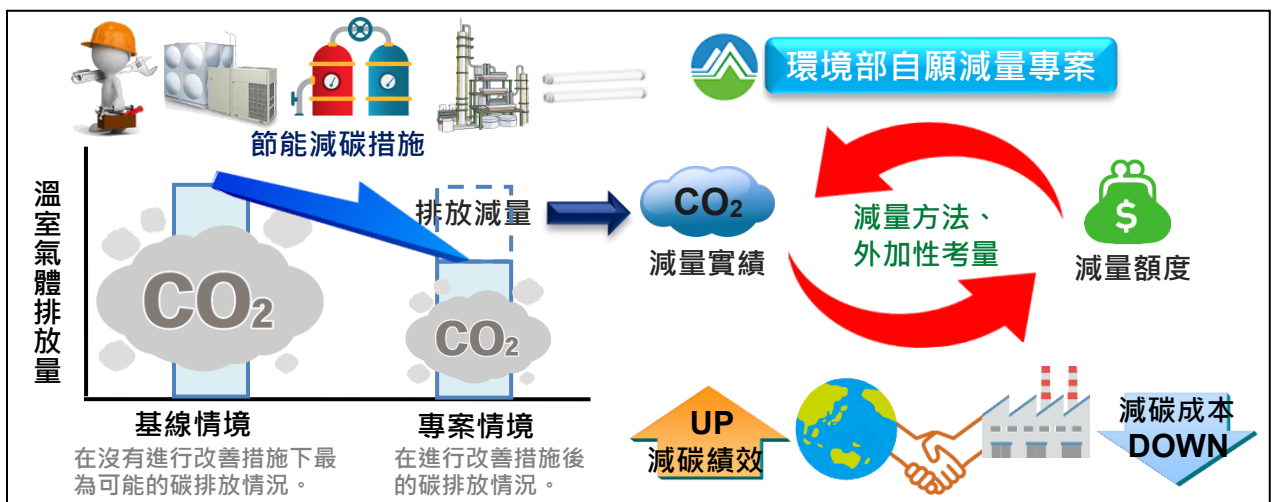 環境部自願減量專案
節能減碳措施
溫室氣體排放量
排放減量
CO2
CO2
CO2
減量實績
減量方法、
外加性考量
$
減量額度
基線情境
在沒有進行改善措施下最
為可能的碳排放情況。
專案情境
在進行改善措施後
的碳排放情況。
UP
減碳績效
減碳成本
DOWN